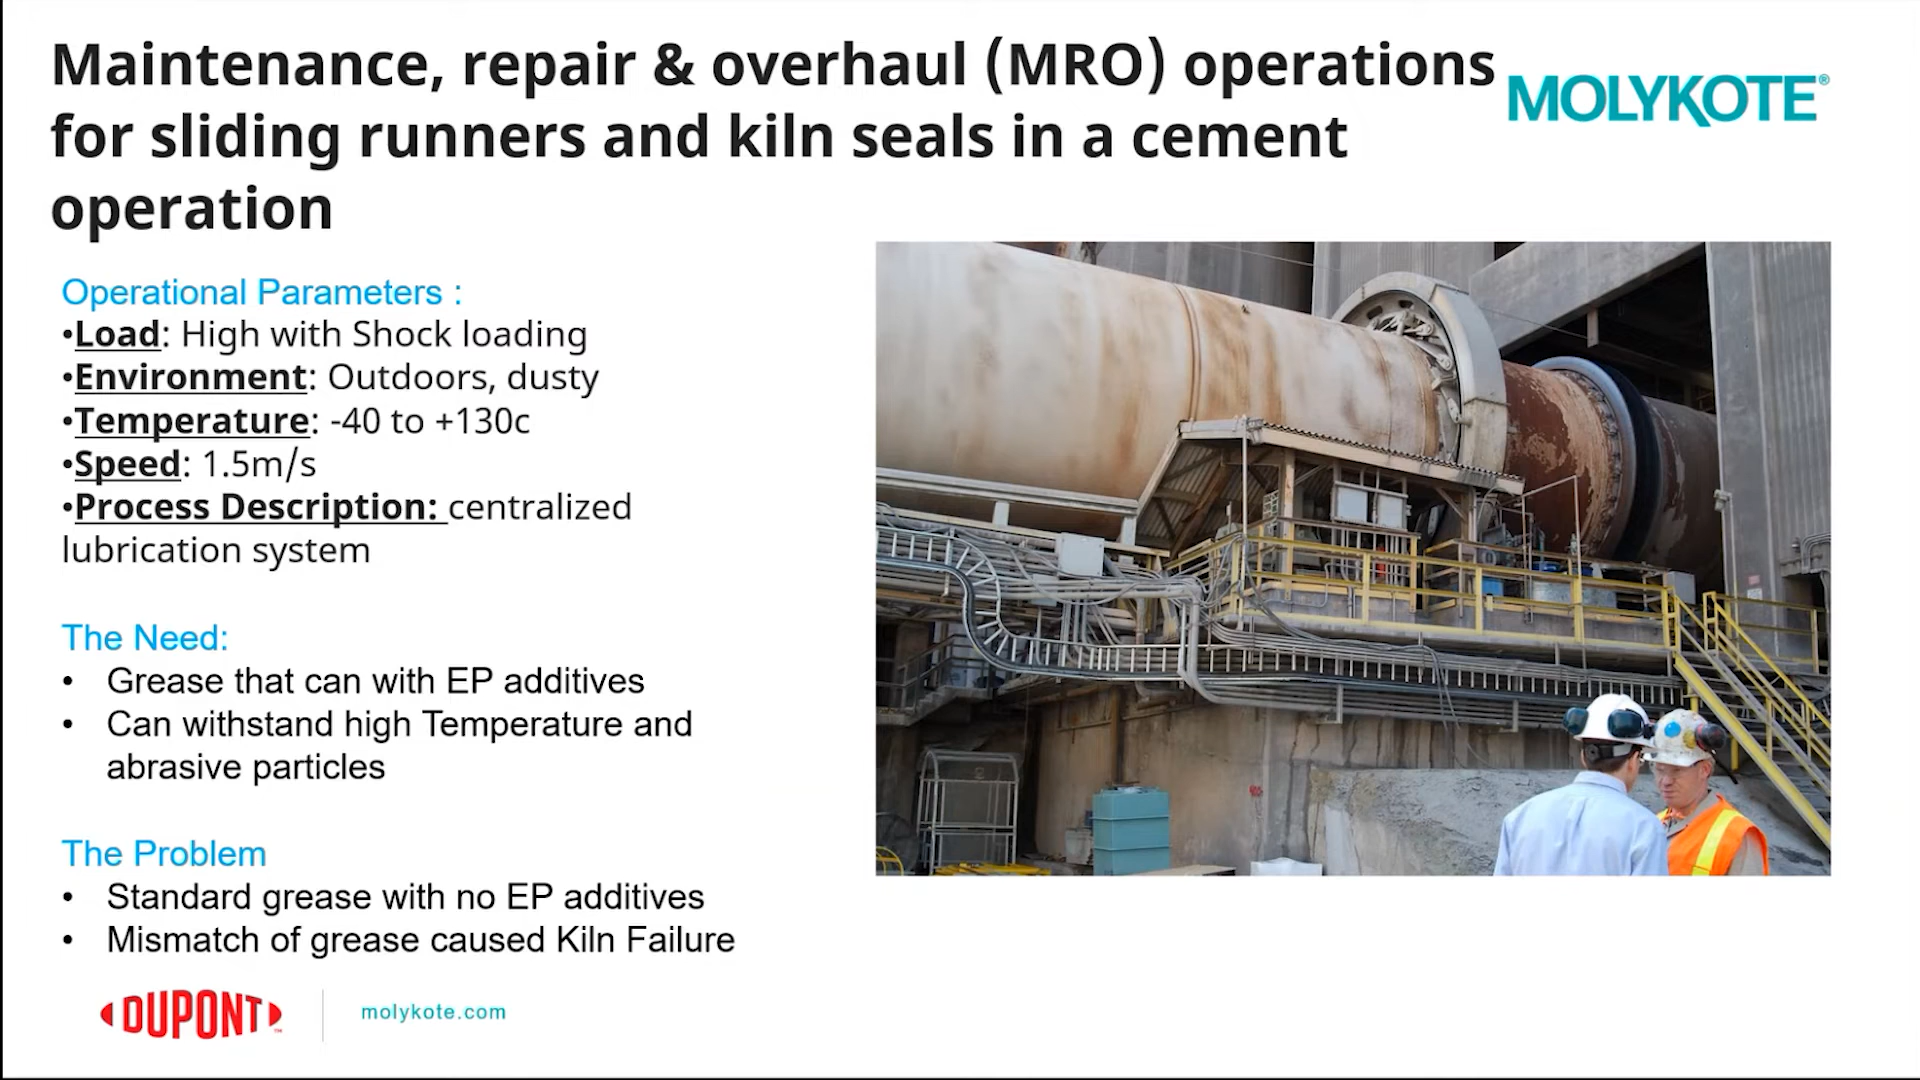 Maintenance, repair & overhaul (MRO) operations
for sliding runners and kiln seals in a cement
operation
MOLYKOTE®
Operational Parameters :
•Load: High with Shock loading
•Environment: Outdoors, dusty
•Temperature: -40 to +130c
•Speed: 1.5m/s
•Process Description: centralized
lubrication system
The Need:
• Grease that can with EP additives
• Can withstand high Temperature and
abrasive particles
The Problem
• Standard grease with no EP additives
• Mismatch of grease caused Kiln Failure
DUPONT™
molykote.com